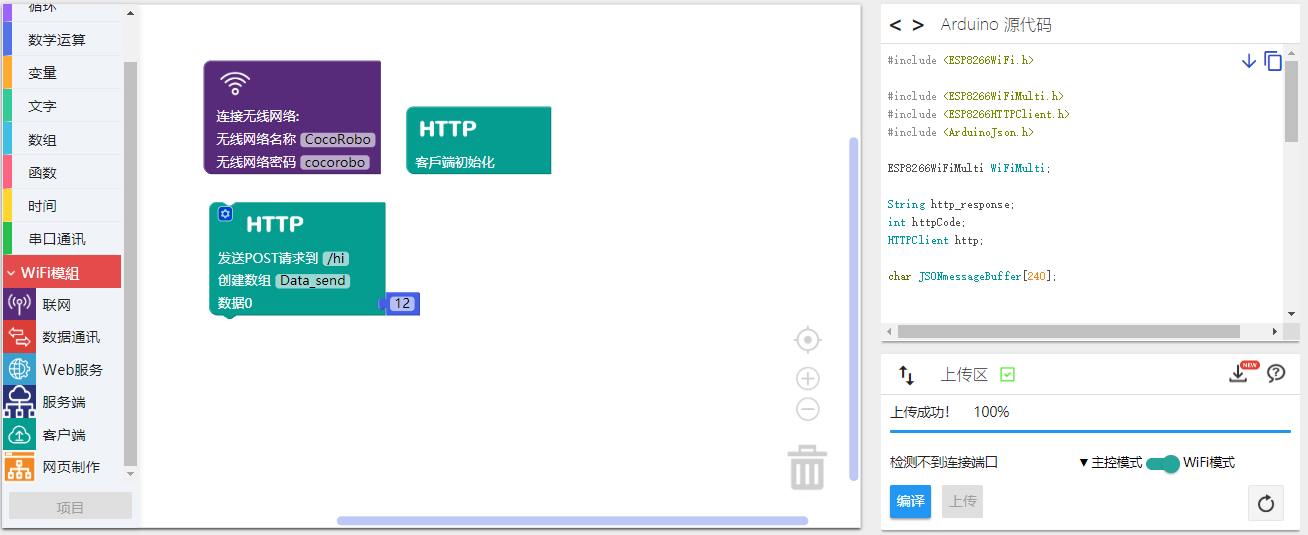 循环
数学运算
变量
文字
数组
函数
时间
串口通讯
WiFi模組
联网
数据通讯
Web服务
服务端
客户端
网页制作
项目
连接无线网络:
无线网络名称 CocoRobo
无线网络密码 cocorobo
HTTP
客戶端初始化
HTTP
发送POST请求到 /hi
创建数组 Data_send
数据0 12
< > Arduino 源代码
#include <ESP8266WiFi.h>
#include <ESP8266WiFiMulti.h>
#include <ESP8266HTTPClient.h>
#include <ArduinoJson.h>
ESP8266WiFiMulti WiFiMulti;
String http_response;
int httpCode;
HTTPClient http;
char JSONmessageBuffer[240];
上传区
NEW
上传成功! 100%
检测不到连接端口
▼主控模式 WiFi模式
编译 上传